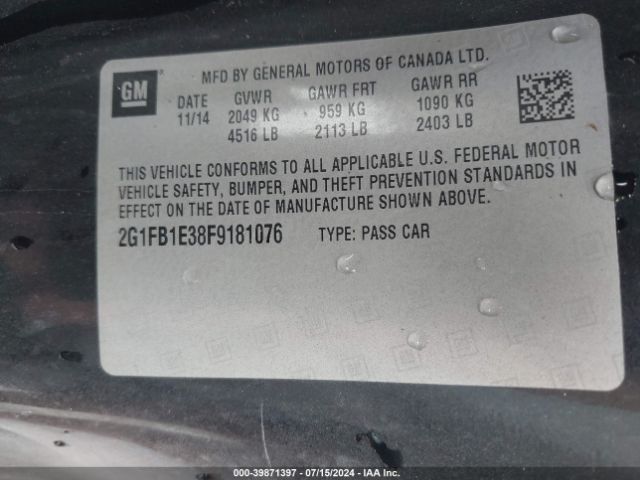 GM
MFD BY GENERAL MOTORS OF CANADA LTD.
DATE GVWR GAWR FRT GAWR RR
11/14 2049 KG 959 KG 1090 KG
4516 LB 2113 LB 2403 LB
THIS VEHICLE CONFORMS TO ALL APPLICABLE U.S. FEDERAL MOTOR
VEHICLE SAFETY, BUMPER, AND THEFT PREVENTION STANDARDS IN
EFFECT ON THE DATE OF MANUFACTURE SHOWN ABOVE.
2G1FB1E38F9181076 TYPE: PASS CAR
000-39871397 - 07/15/2024 - IAA Inc.